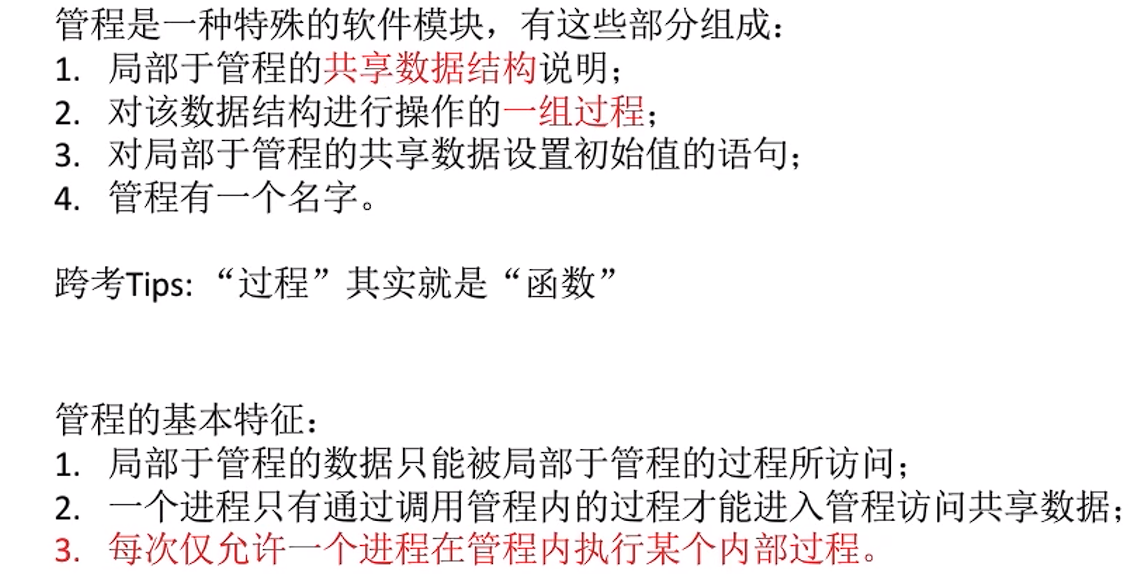 管程是一种特殊的软件模块，有这些部分组成：
1. 局部于管程的共享数据结构说明；
2. 对该数据结构进行操作的一组过程；
3. 对局部于管程的共享数据设置初始值的语句；
4. 管程有一个名字。
跨考Tips: “过程”其实就是“函数”
管程的基本特征：
1. 局部于管程的数据只能被局部于管程的过程所访问；
2. 一个进程只有通过调用管程内的过程才能进入管程访问共享数据；
3. 每次仅允许一个进程在管程内执行某个内部过程。